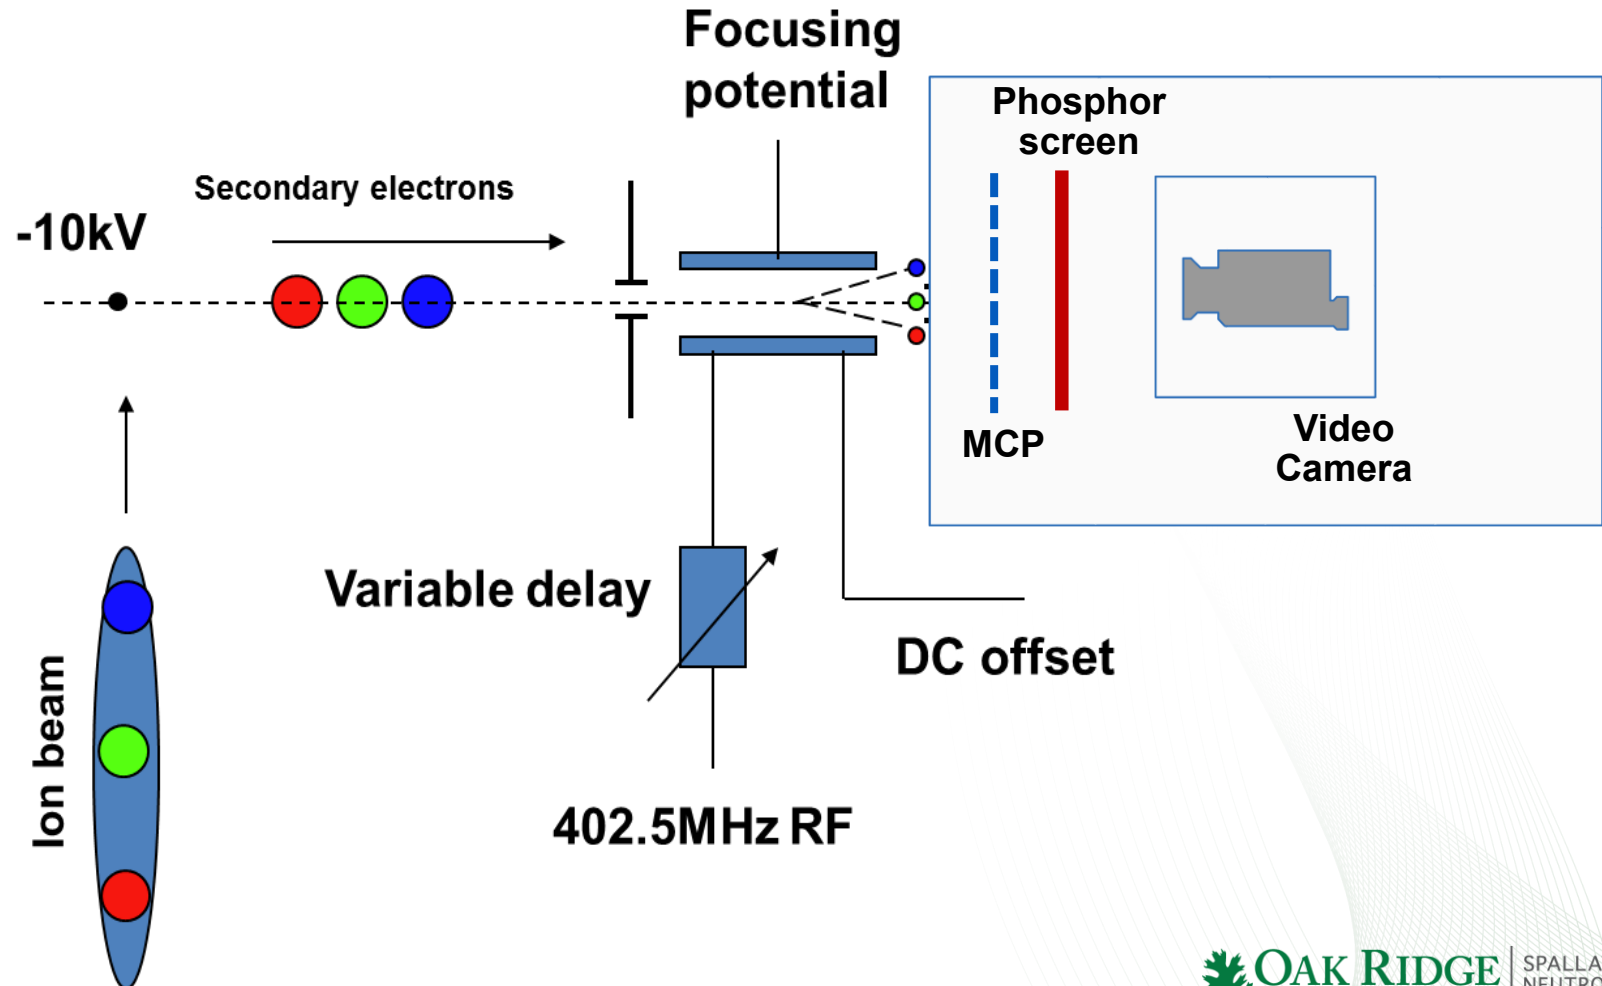 Focusing
potential
Phosphor
screen
Secondary electrons
-10kV
MCP
Video
Camera
Variable delay
DC offset
Ion beam
402.5MHz RF
OAK RIDGE